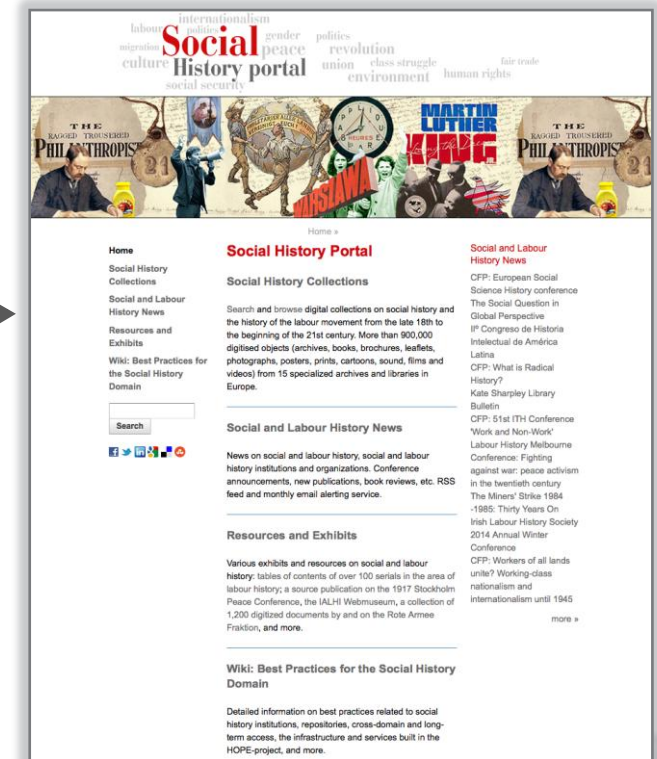 internationalism
labour politics gender politics
migration Social peace revolution
culture History portal union class struggle fair trade
environment human rights
social security
THE
RAGGED TROUSERED
PHILANTHROPIST
8 HEURES
WARSZAWA
MARTIN
LUTHER
KING
Living the Dream
THE
RAGGED TROUSERED
PHILANTHROPIST
Home »
Home
Social History
Collections
Social and Labour
History News
Resources and
Exhibits
Wiki: Best Practices for
the Social History
Domain
Search
Social History Portal
Social History Collections
Search and browse digital collections on social history and
the history of the labour movement from the late 18th to
the beginning of the 21st century. More than 900,000
digitised objects (archives, books, brochures, leaflets,
photographs, posters, prints, cartoons, sound, films and
videos) from 15 specialized archives and libraries in
Europe.
Social and Labour History News
News on social and labour history, social and labour
history institutions and organizations. Conference
announcements, new publications, book reviews, etc. RSS
feed and monthly email alerting service.
Resources and Exhibits
Various exhibits and resources on social and labour
history: tables of contents of over 100 serials in the area of
labour history; a source publication on the 1917 Stockholm
Peace Conference, the IALHI Webmuseum, a collection of
1,200 digitized documents by and on the Rote Armee
Fraktion, and more.
Wiki: Best Practices for the Social History
Domain
Detailed information on best practices related to social
history institutions, repositories, cross-domain and long-
term access, the infrastructure and services built in the
HOPE-project, and more.
Social and Labour
History News
CFP: European Social
Science History conference
The Social Question in
Global Perspective
IIº Congreso de Historia
Intelectual de América
Latina
CFP: What is Radical
History?
Kate Sharpley Library
Bulletin
CFP: 51st ITH Conference
'Work and Non-Work'
Labour History Melbourne
Conference: Fighting
against war: peace activism
in the twentieth century
The Miners' Strike 1984
-1985: Thirty Years On
Irish Labour History Society
2014 Annual Winter
Conference
CFP: Workers of all lands
unite? Working-class
nationalism and
internationalism until 1945
more »